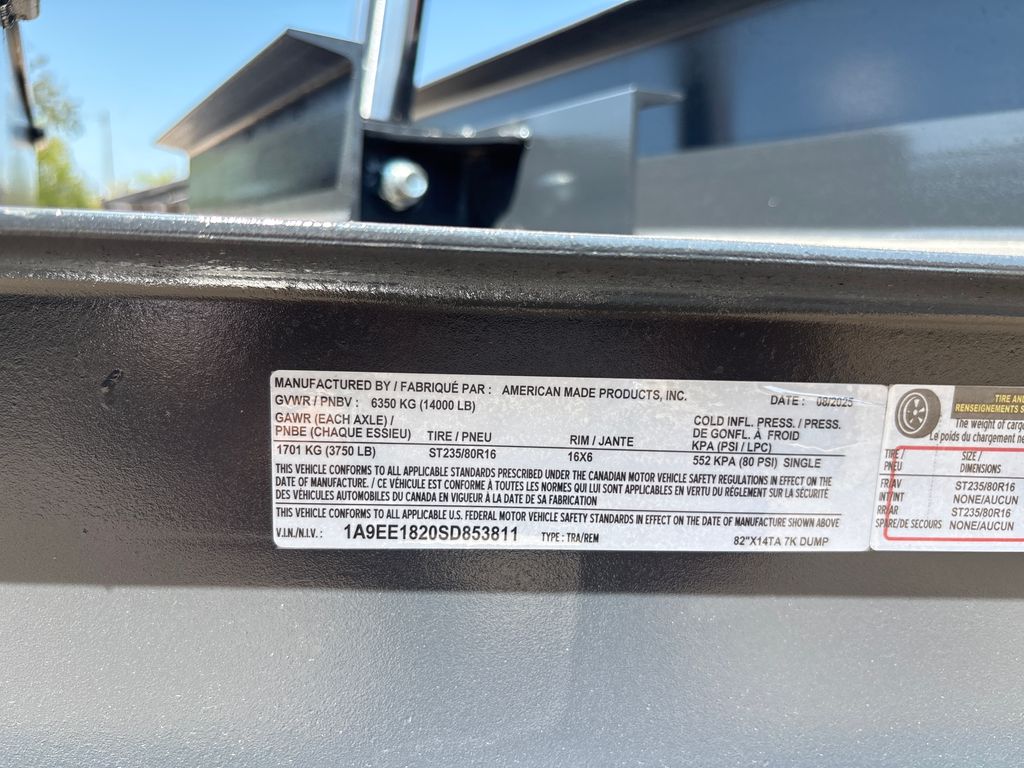 MANUFACTURED BY / FABRIQUÉ PAR : AMERICAN MADE PRODUCTS, INC.
GVWR / PNBV : 6350 KG (14000 LB) DATE : 08/2025
GAWR (EACH AXLE) /
PNBE (CHAQUE ESSIEU) TIRE / PNEU RIM / JANTE COLD INFL. PRESS. / PRESS. DE GONFL. À FROID KPA (PSI / LPC)
1701 KG (3750 LB) ST235/80R16 16X6 552 KPA (80 PSI) SINGLE
THIS VEHICLE CONFORMS TO ALL APPLICABLE STANDARDS PRESCRIBED UNDER THE CANADIAN MOTOR VEHICLE SAFETY REGULATIONS IN EFFECT ON THE
DATE OF MANUFACTURE. / CE VÉHICULE EST CONFORME À TOUTES LES NORMES QUI LUI SONT APPLICABLES EN VERTU DU RÉGLEMENT SUR LA SÉCURITÉ
DES VÉHICULES AUTOMOBILES DU CANADA EN VIGUEUR À LA DATE DE SA FABRICATION
THIS VEHICLE CONFORMS TO ALL APPLICABLE U.S. FEDERAL MOTOR VEHICLE SAFETY STANDARDS IN EFFECT ON THE DATE OF MANUFACTURE SHOWN ABOVE
V.I.N./N.I.V. : 1A9EE1820SD853811 TYPE : TRA/REM 82"X14TA 7K DUMP
TIRE
RENSEIGNEMENTS
The weight of
Le poids du chargement
TIRE / PNEU SIZE / DIMENSIONS
FR/AV ST235/80R16
INT/INT NONE/AUCUN
RR/AR ST235/80R16
SPARE/DE SECOURS NONE/AUCUN